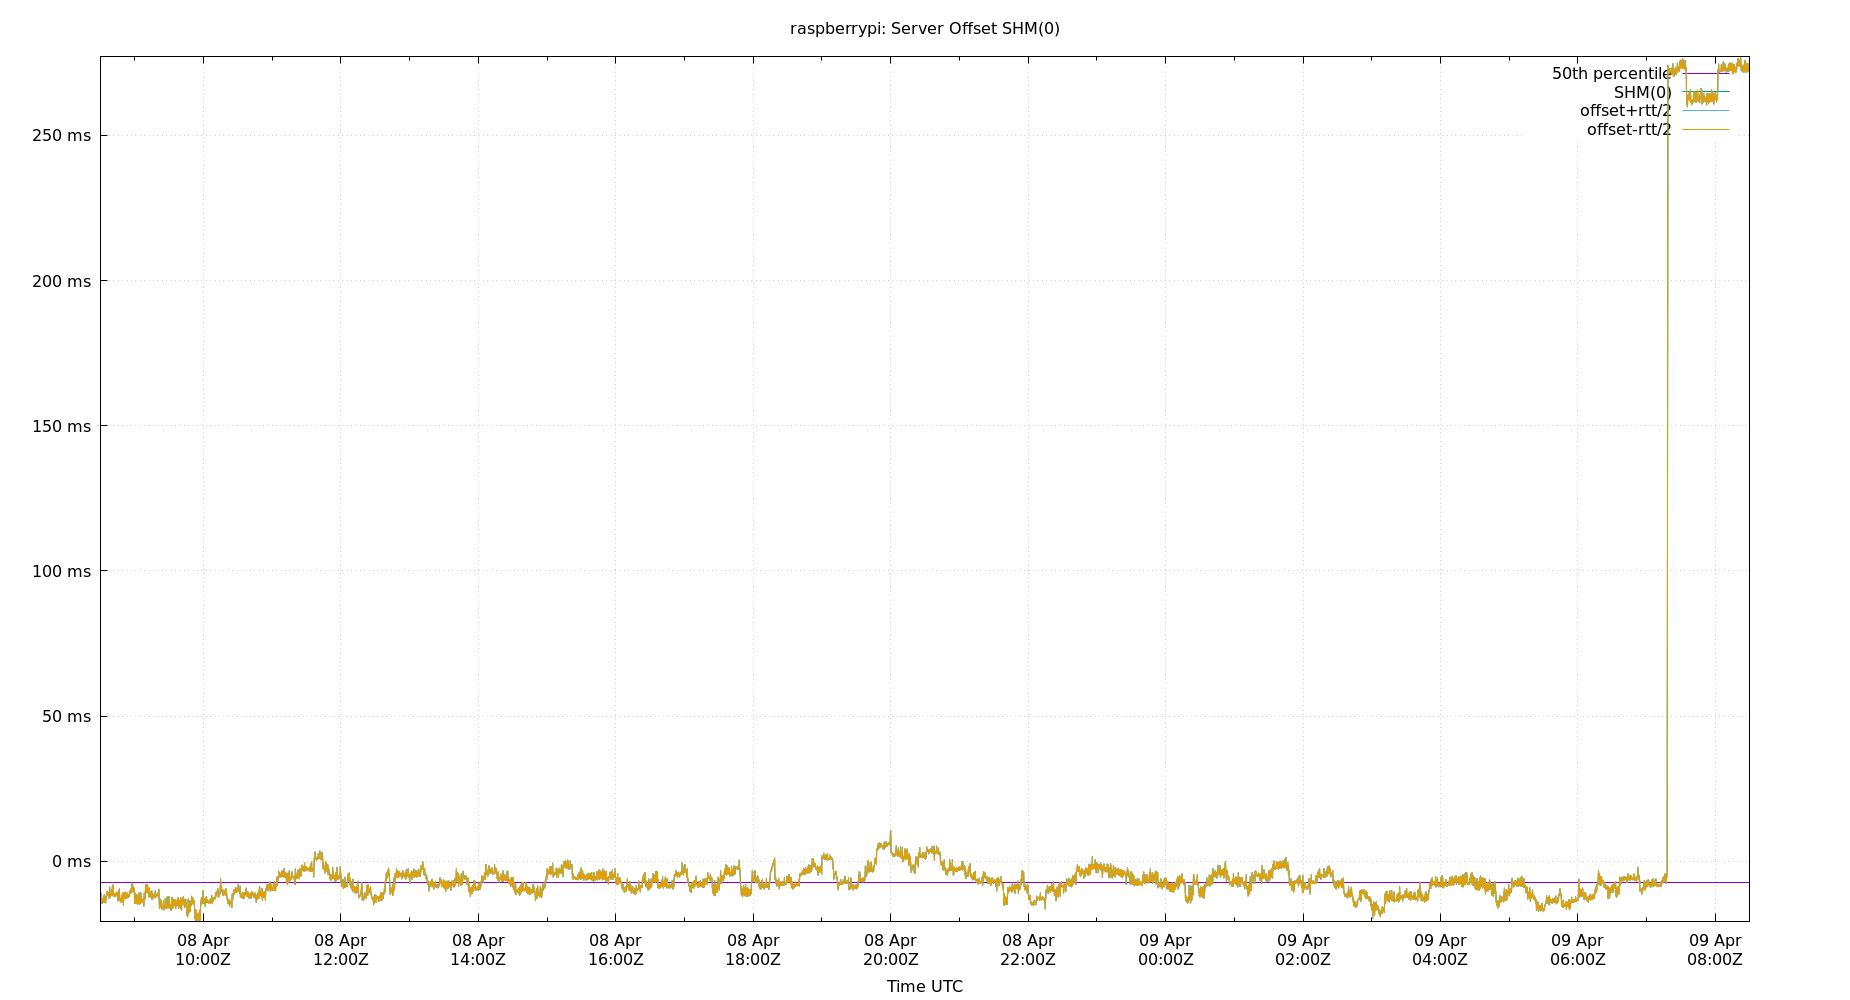 raspberrypi: Server Offset SHM(0)
50th percentile
SHM(0)
offset+rtt/2
offset-rtt/2
250 ms
200 ms
150 ms
100 ms
50 ms
0 ms
08 Apr 08 Apr 08 Apr 08 Apr 08 Apr 08 Apr 08 Apr 09 Apr 09 Apr 09 Apr 09 Apr 09 Apr
10:00Z 12:00Z 14:00Z 16:00Z 18:00Z 20:00Z 22:00Z 00:00Z 02:00Z 04:00Z 06:00Z 08:00Z
Time UTC